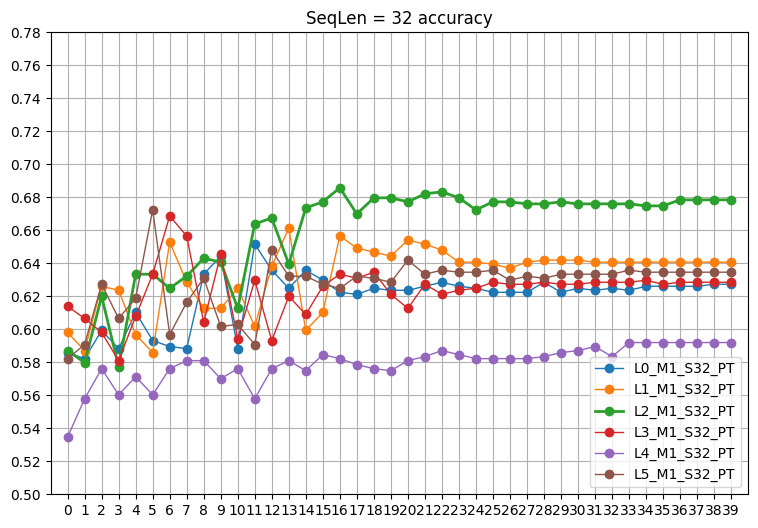 SeqLen = 32 accuracy
0.78
0.76
0.74
0.72
0.70
0.68
0.66
0.64
0.62
0.60
0.58
0.56
0.54
0.52
0.50
L0_M1_S32_PT
L1_M1_S32_PT
L2_M1_S32_PT
L3_M1_S32_PT
L4_M1_S32_PT
L5_M1_S32_PT
0 1 2 3 4 5 6 7 8 9 10 11 12 13 14 15 16 17 18 19 20 21 22 23 24 25 26 27 28 29 30 31 32 33 34 35 36 37 38 39